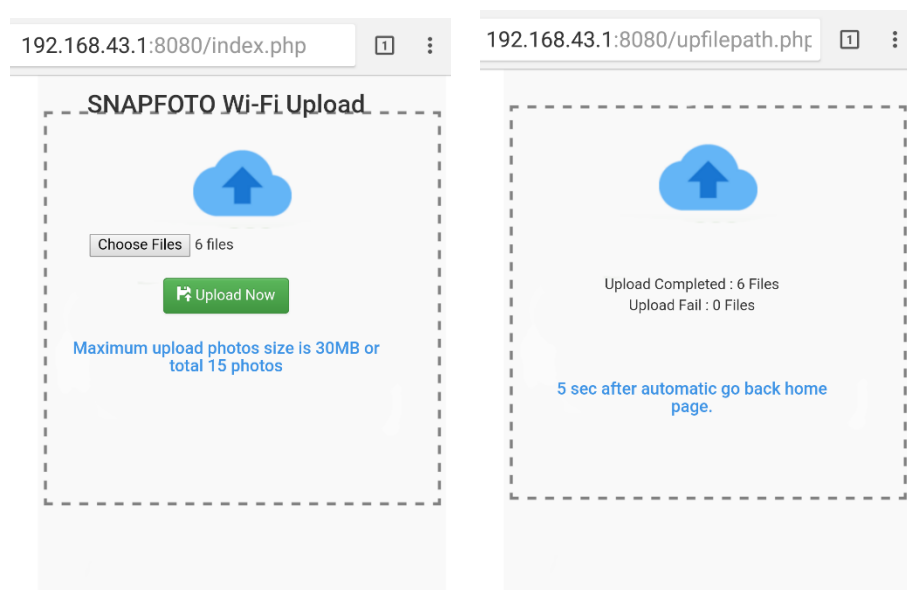 192.168.43.1:8080/index.php
1
SNAPFOTO Wi-Fi Upload
Choose Files 6 files
Upload Now
Maximum upload photos size is 30MB or
total 15 photos
192.168.43.1:8080/upfilepath.php
1
Upload Completed : 6 Files
Upload Fail : 0 Files
5 sec after automatic go back home
page.